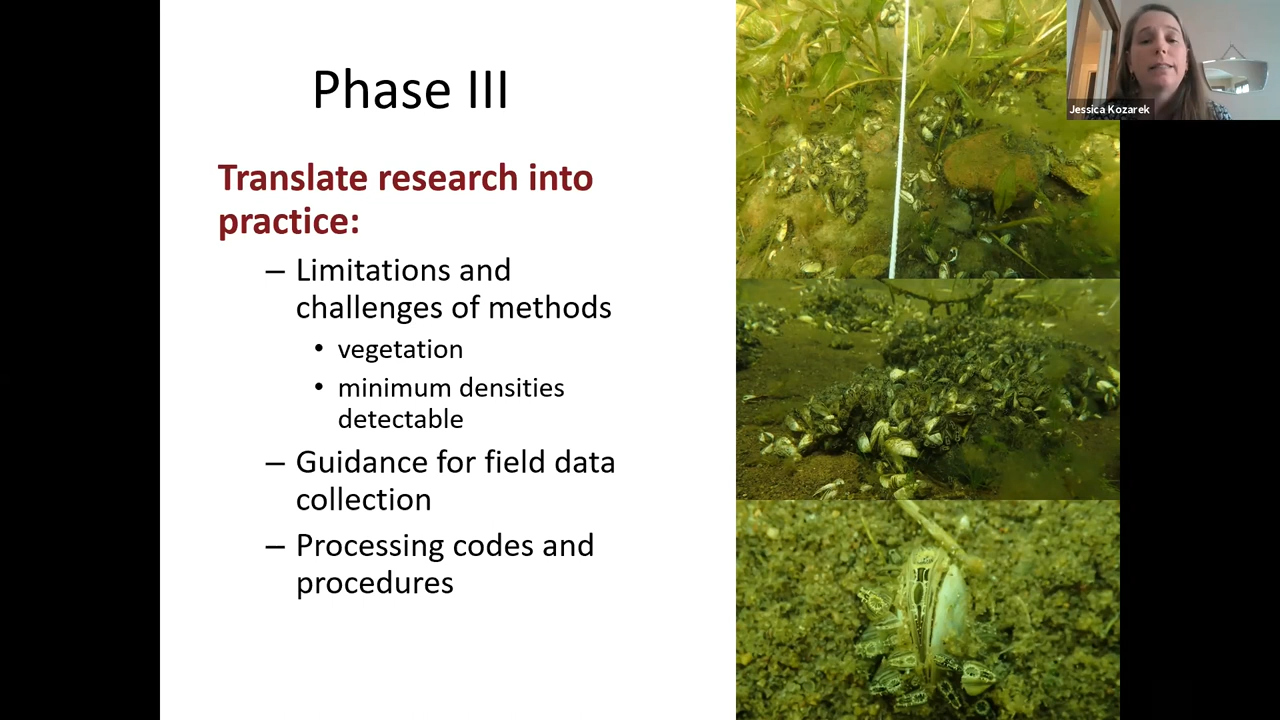 Phase III
Translate research into
practice:
– Limitations and
challenges of methods
• vegetation
• minimum densities
detectable
– Guidance for field data
collection
– Processing codes and
procedures
Jessica Kozarek